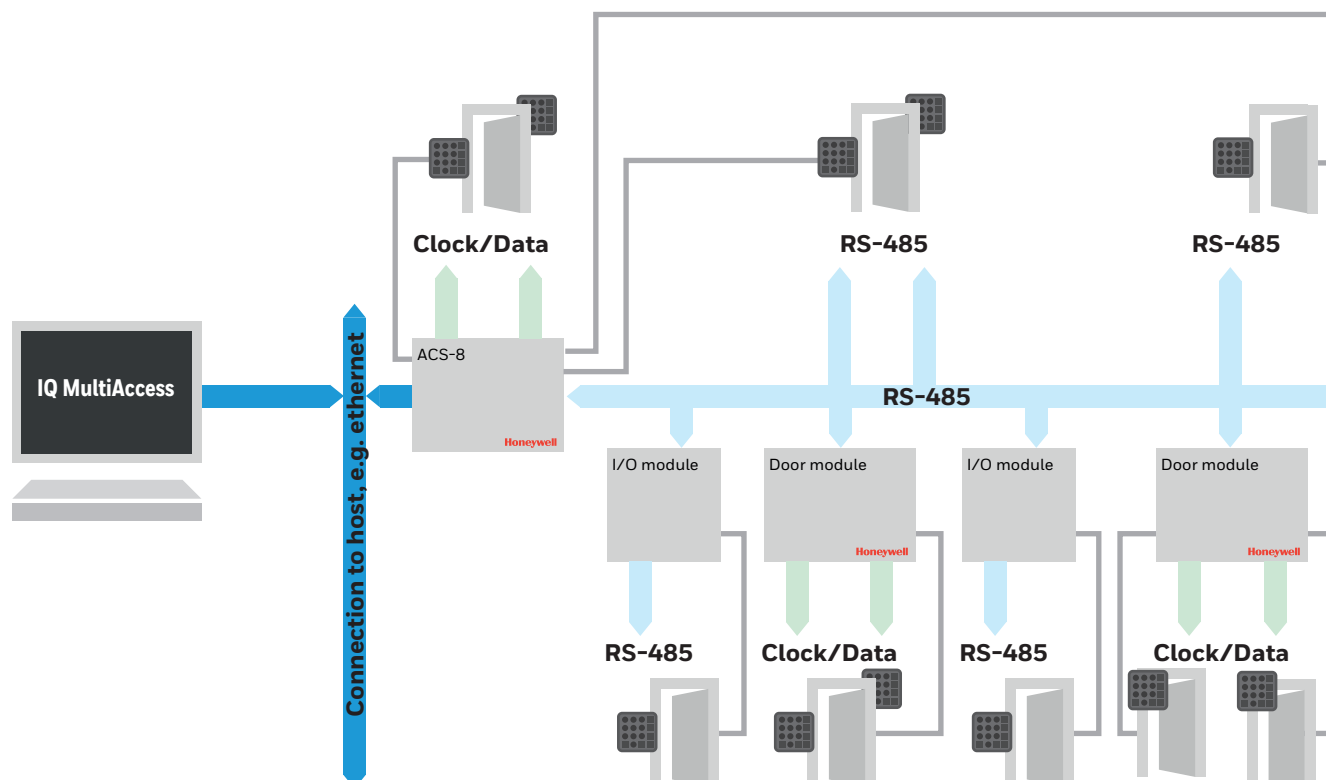 Clock/Data
RS-485
RS-485
IQ MultiAccess
Connection to host, e.g. ethernet
ACS-8
Honeywell
RS-485
I/O module
Door module
Honeywell
I/O module
Door module
Honeywell
RS-485
Clock/Data
RS-485
Clock/Data